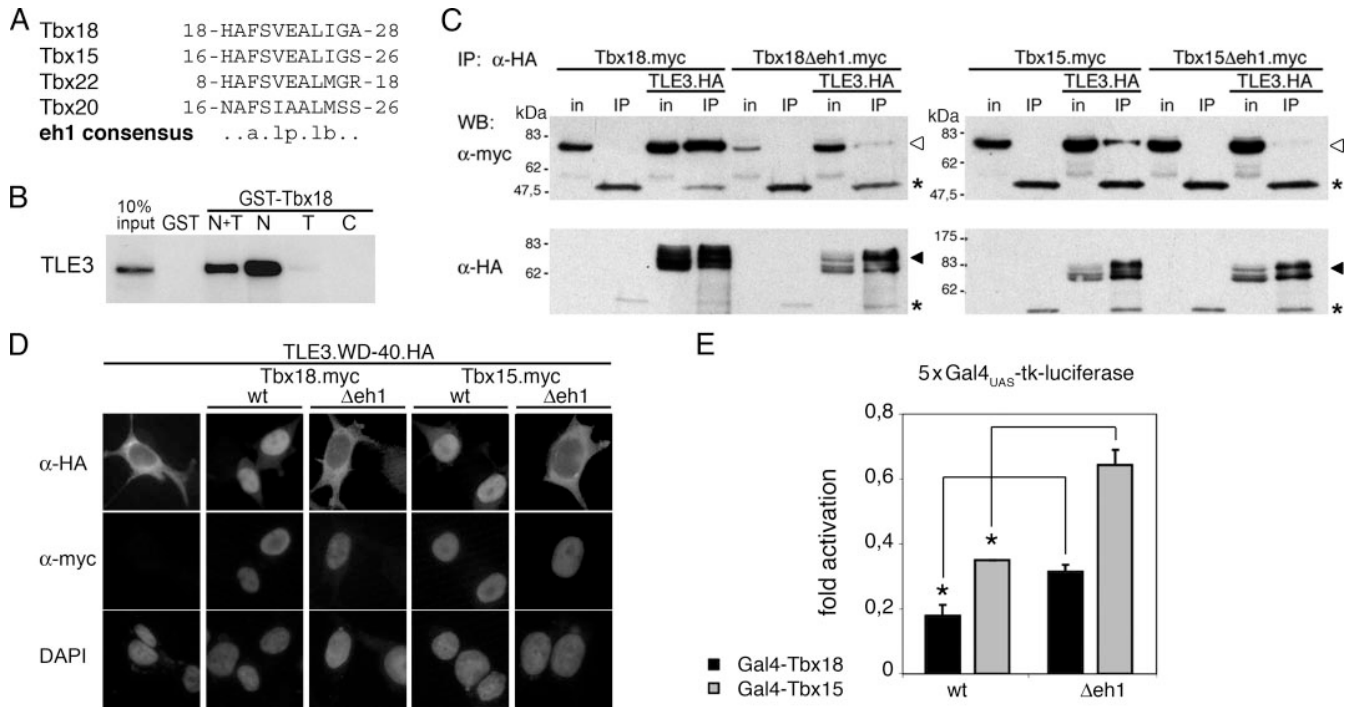 A
Tbx18 18-HAFSVEALIGA-28
Tbx15 16-HAFSVEALIGS-26
Tbx22 8-HAFSVEALMGR-18
Tbx20 16-NAFSIAALMSS-26
eh1 consensus ..a.lp.lb..
B
GST-Tbx18
10% input GST N+T N T C
TLE3
C
IP: α-HA
Tbx18.myc Tbx18Δeh1.myc Tbx15.myc Tbx15Δeh1.myc
TLE3.HA TLE3.HA TLE3.HA TLE3.HA
kDa in IP in IP in IP in IP kDa in IP in IP in IP in IP
WB:
α-myc
83- 83-
62- 62-
47,5- * 47,5- *
α-HA
83- 175-
62- 83-
62-
* *
D
TLE3.WD-40.HA
Tbx18.myc Tbx15.myc
wt Δeh1 wt Δeh1
α-HA
α-myc
DAPI
E
5xGal4UAS-tk-luciferase
fold activation
0,8
0,6
0,4
0,2
0
* *
wt Δeh1
Gal4-Tbx18
Gal4-Tbx15